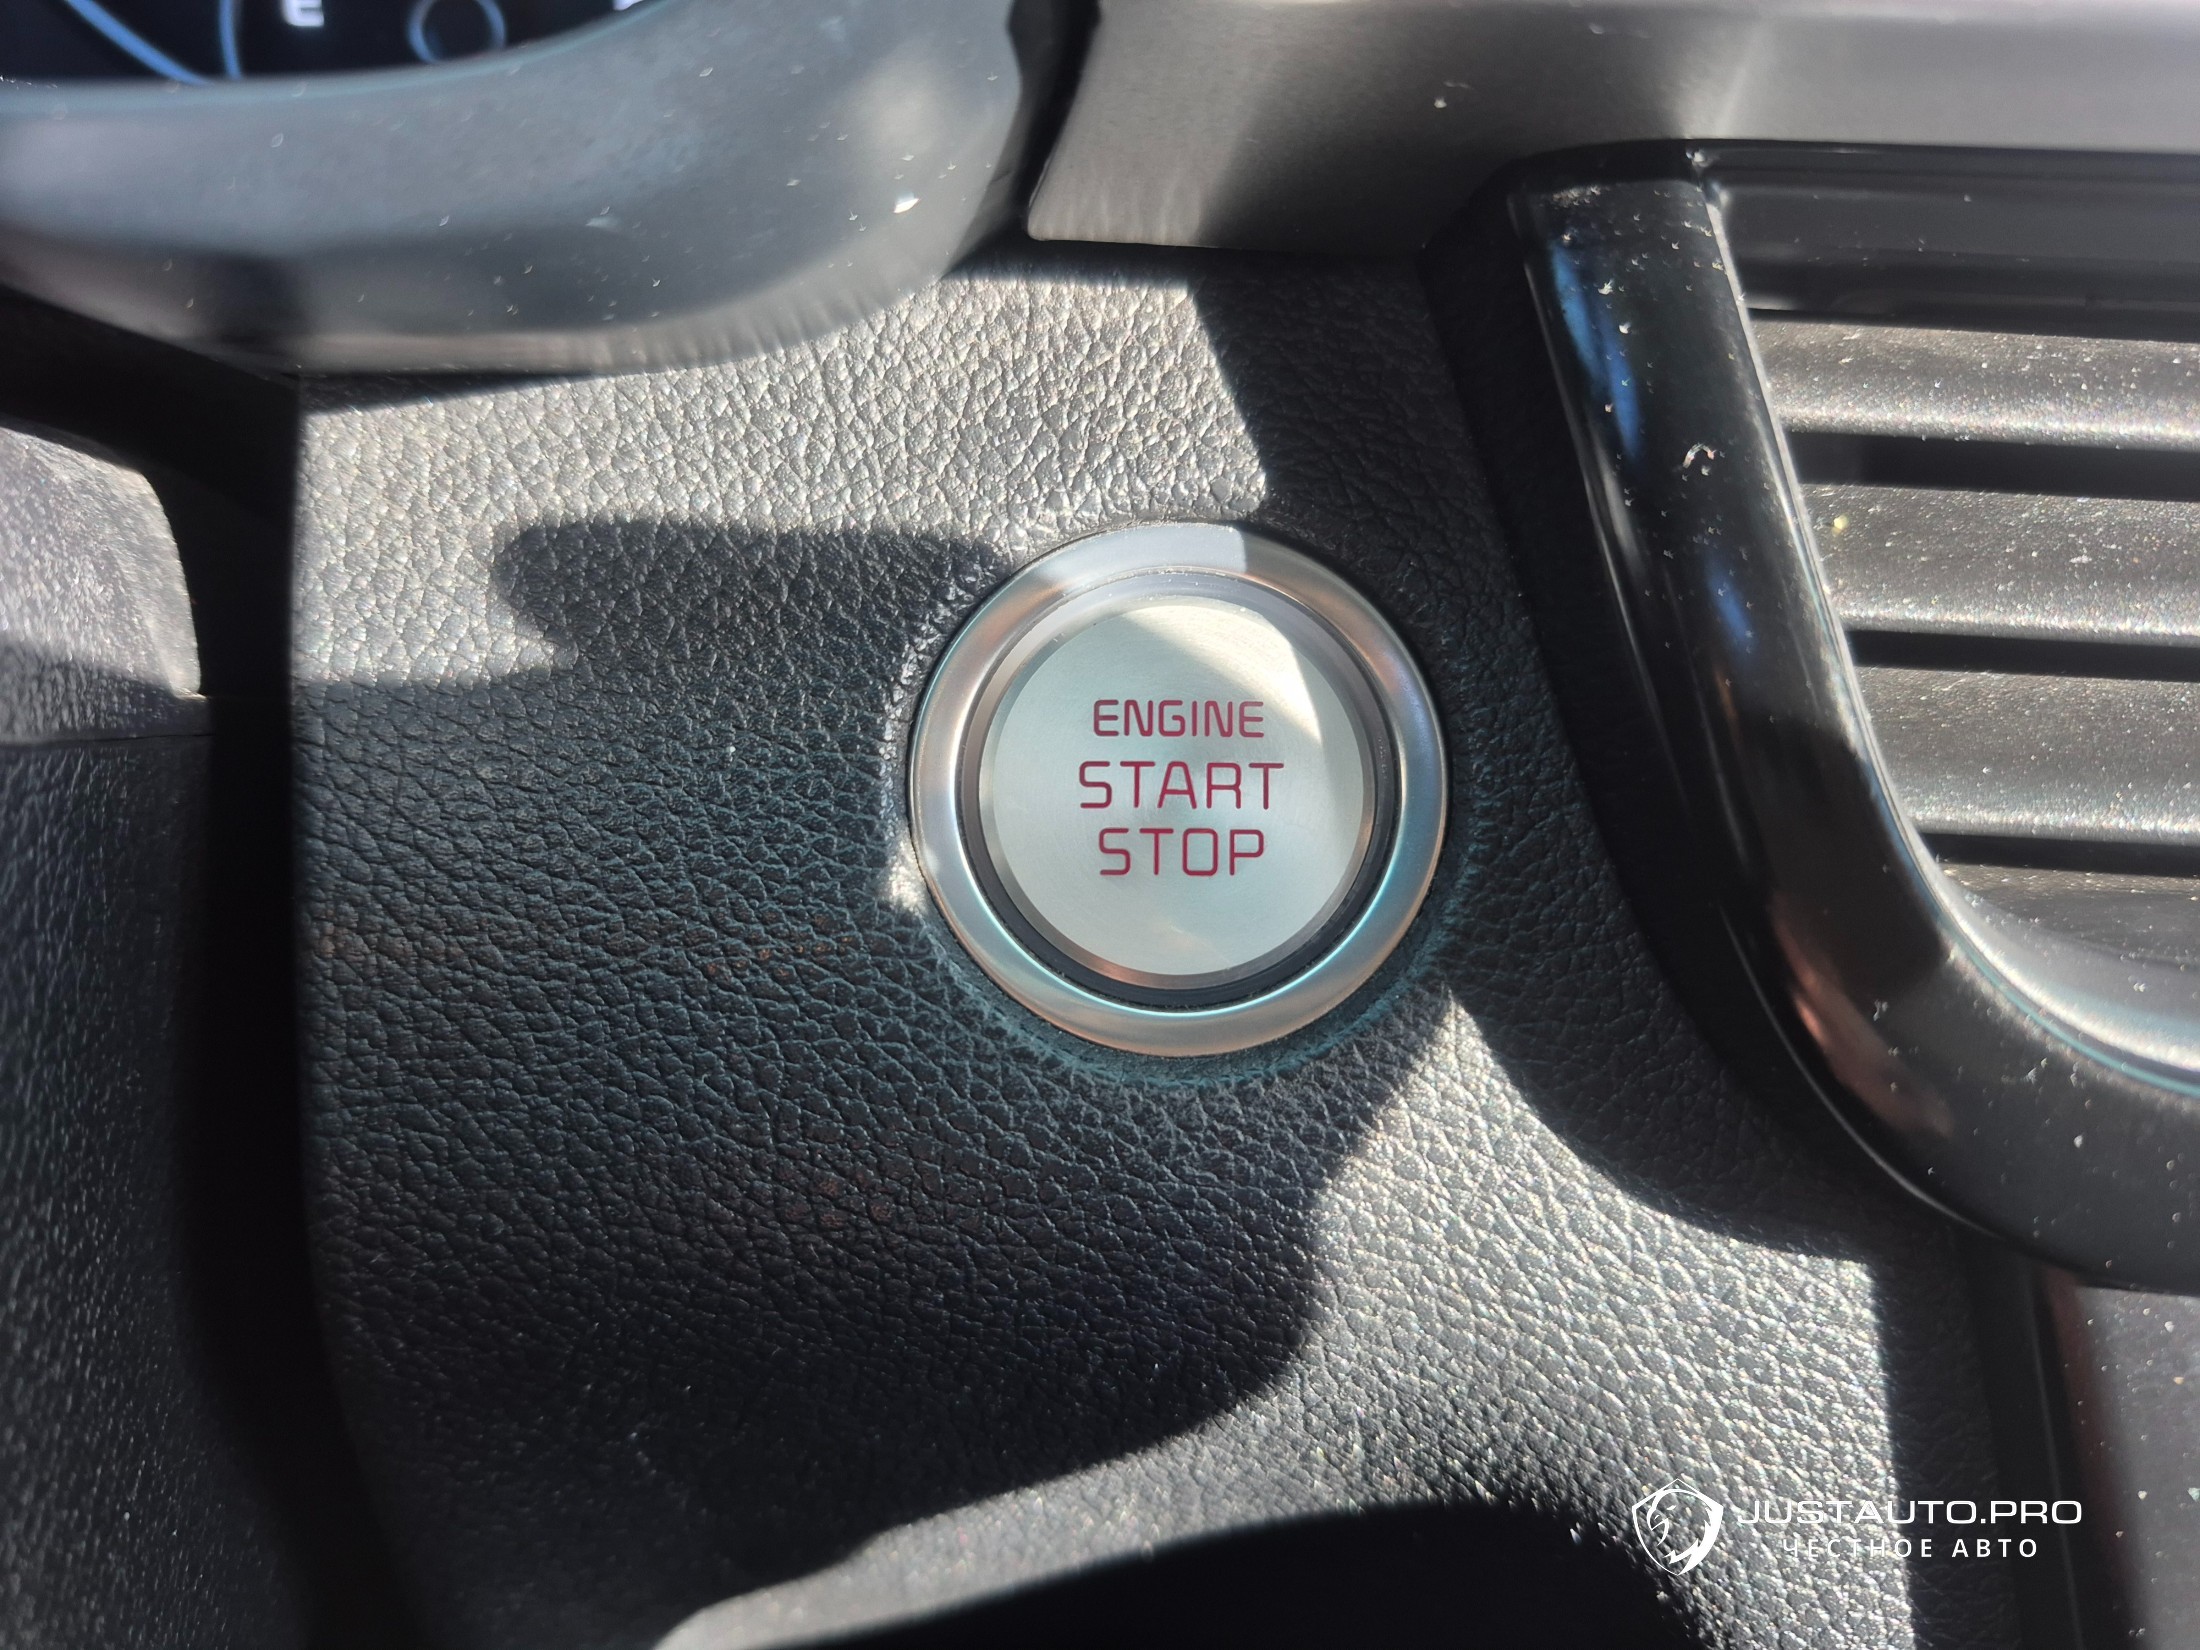 E
ENGINE
START
STOP
JUSTAUTO.PRO
ЧЕСТНОЕ АВТО